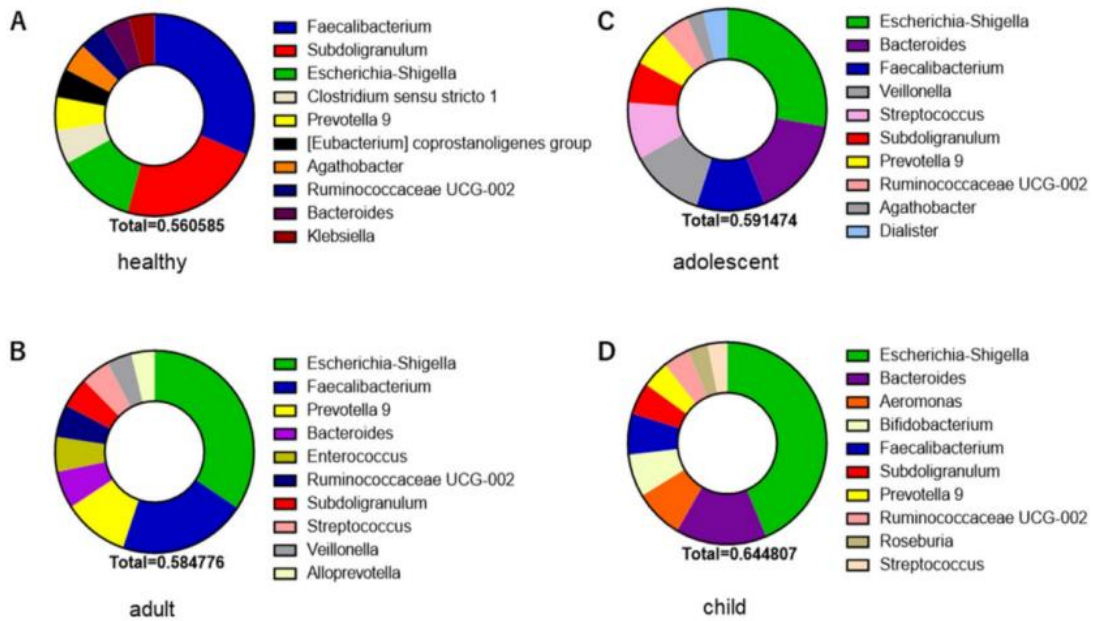 A
Faecalibacterium
Subdoligranulum
Escherichia-Shigella
Clostridium sensu stricto 1
Prevotella 9
[Eubacterium] coprostanoligenes group
Agathobacter
Ruminococcaceae UCG-002
Bacteroides
Klebsiella
Total=0.560585
healthy
C
Escherichia-Shigella
Bacteroides
Faecalibacterium
Veillonella
Streptococcus
Subdoligranulum
Prevotella 9
Ruminococcaceae UCG-002
Agathobacter
Dialister
Total=0.591474
adolescent
B
Escherichia-Shigella
Faecalibacterium
Prevotella 9
Bacteroides
Enterococcus
Ruminococcaceae UCG-002
Subdoligranulum
Streptococcus
Veillonella
Alloprevotella
Total=0.584776
adult
D
Escherichia-Shigella
Bacteroides
Aeromonas
Bifidobacterium
Faecalibacterium
Subdoligranulum
Prevotella 9
Ruminococcaceae UCG-002
Roseburia
Streptococcus
Total=0.644807
child